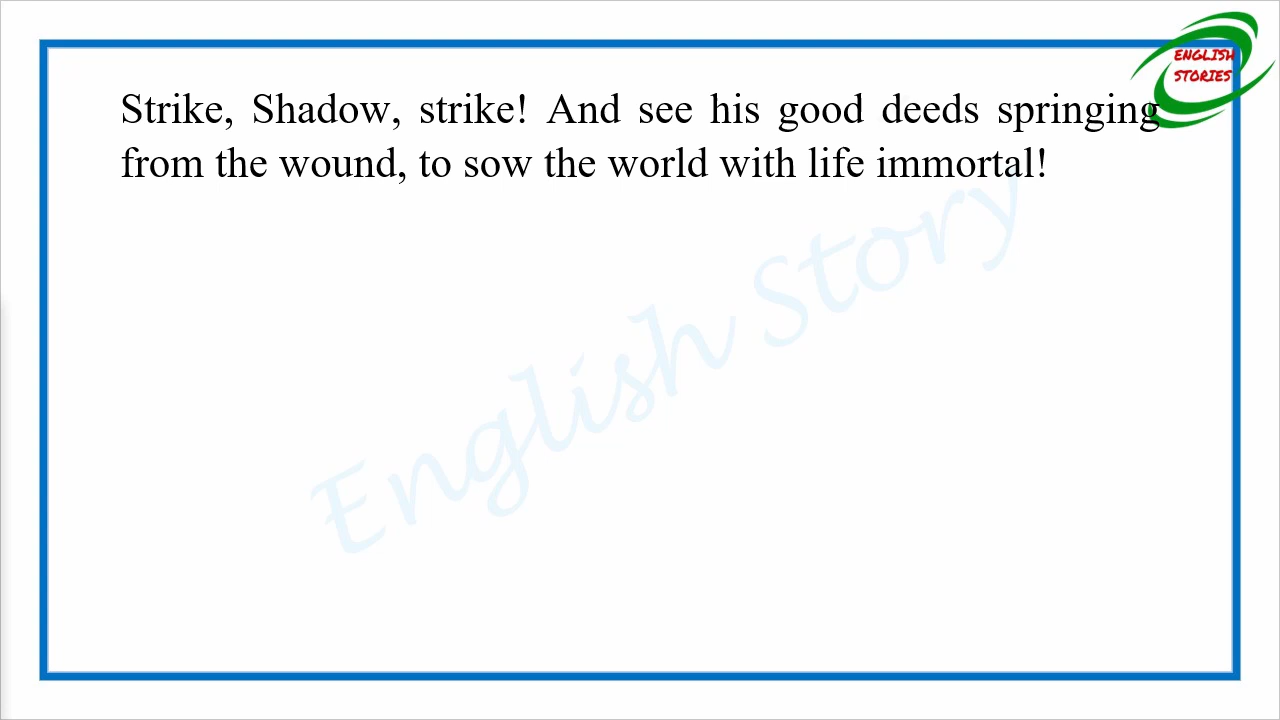 ENGLISH
STORIES
Strike, Shadow, strike! And see his good deeds springing
from the wound, to sow the world with life immortal!
English Story